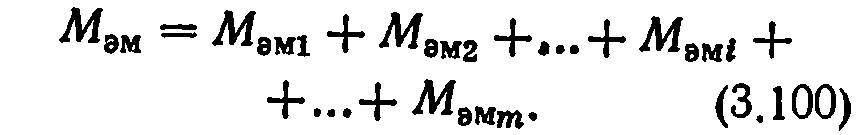 Mэм = Mэм1 + Mэм2 +...+ Mэмi +
+...+ Mэмm. (3.100)